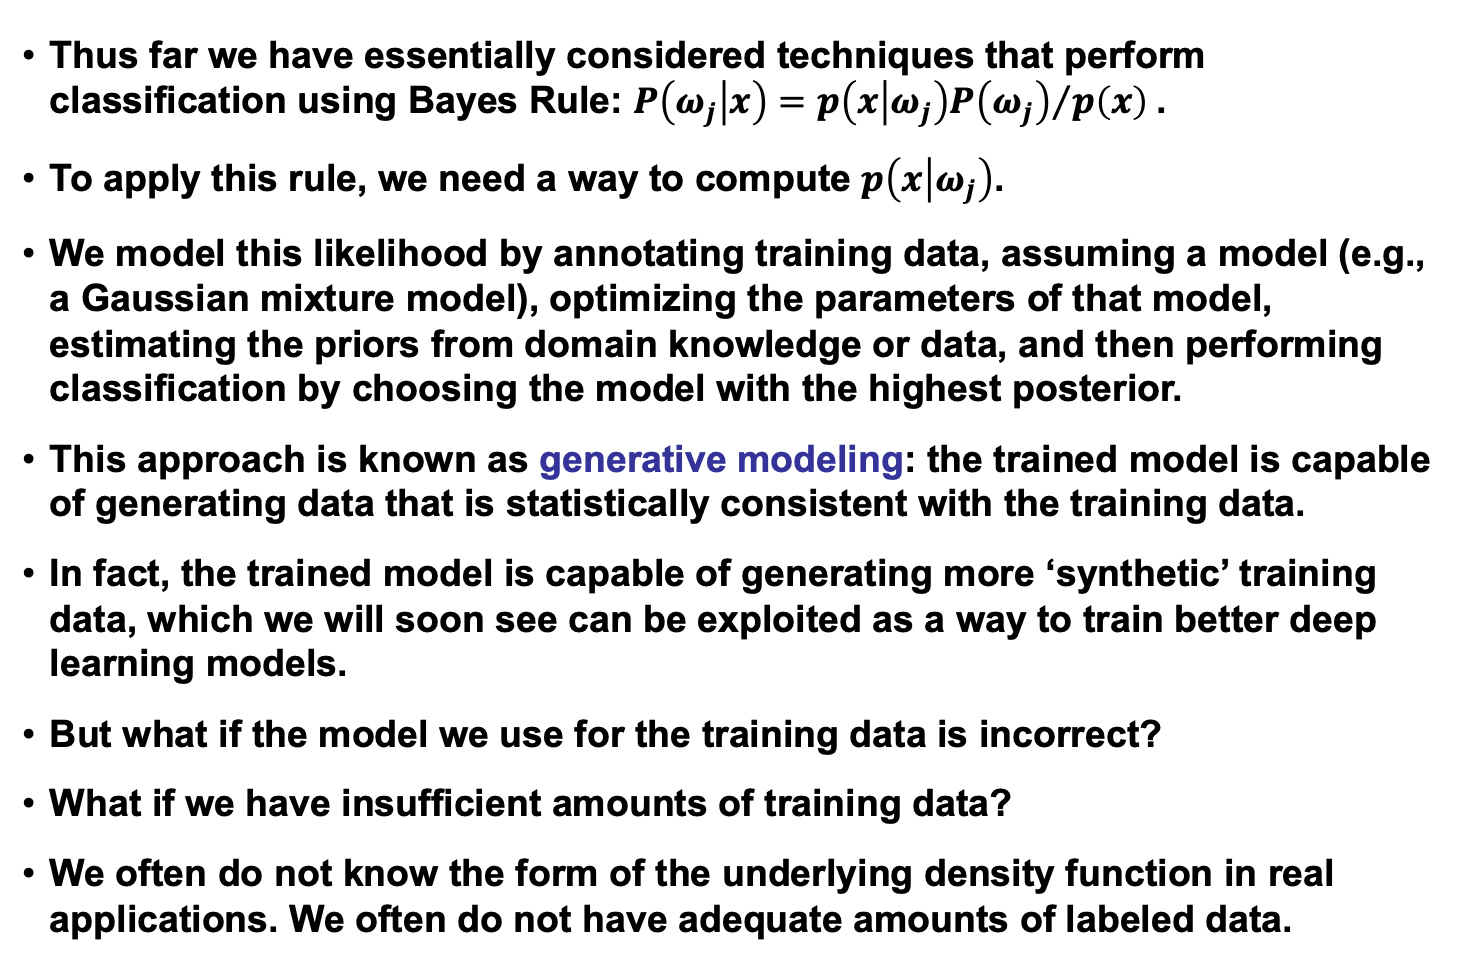 • Thus far we have essentially considered techniques that perform
classification using Bayes Rule: P(ω_j|x) = p(x|ω_j)P(ω_j)/p(x) .
• To apply this rule, we need a way to compute p(x|ω_j).
• We model this likelihood by annotating training data, assuming a model (e.g.,
a Gaussian mixture model), optimizing the parameters of that model,
estimating the priors from domain knowledge or data, and then performing
classification by choosing the model with the highest posterior.
• This approach is known as generative modeling: the trained model is capable
of generating data that is statistically consistent with the training data.
• In fact, the trained model is capable of generating more ‘synthetic’ training
data, which we will soon see can be exploited as a way to train better deep
learning models.
• But what if the model we use for the training data is incorrect?
• What if we have insufficient amounts of training data?
• We often do not know the form of the underlying density function in real
applications. We often do not have adequate amounts of labeled data.